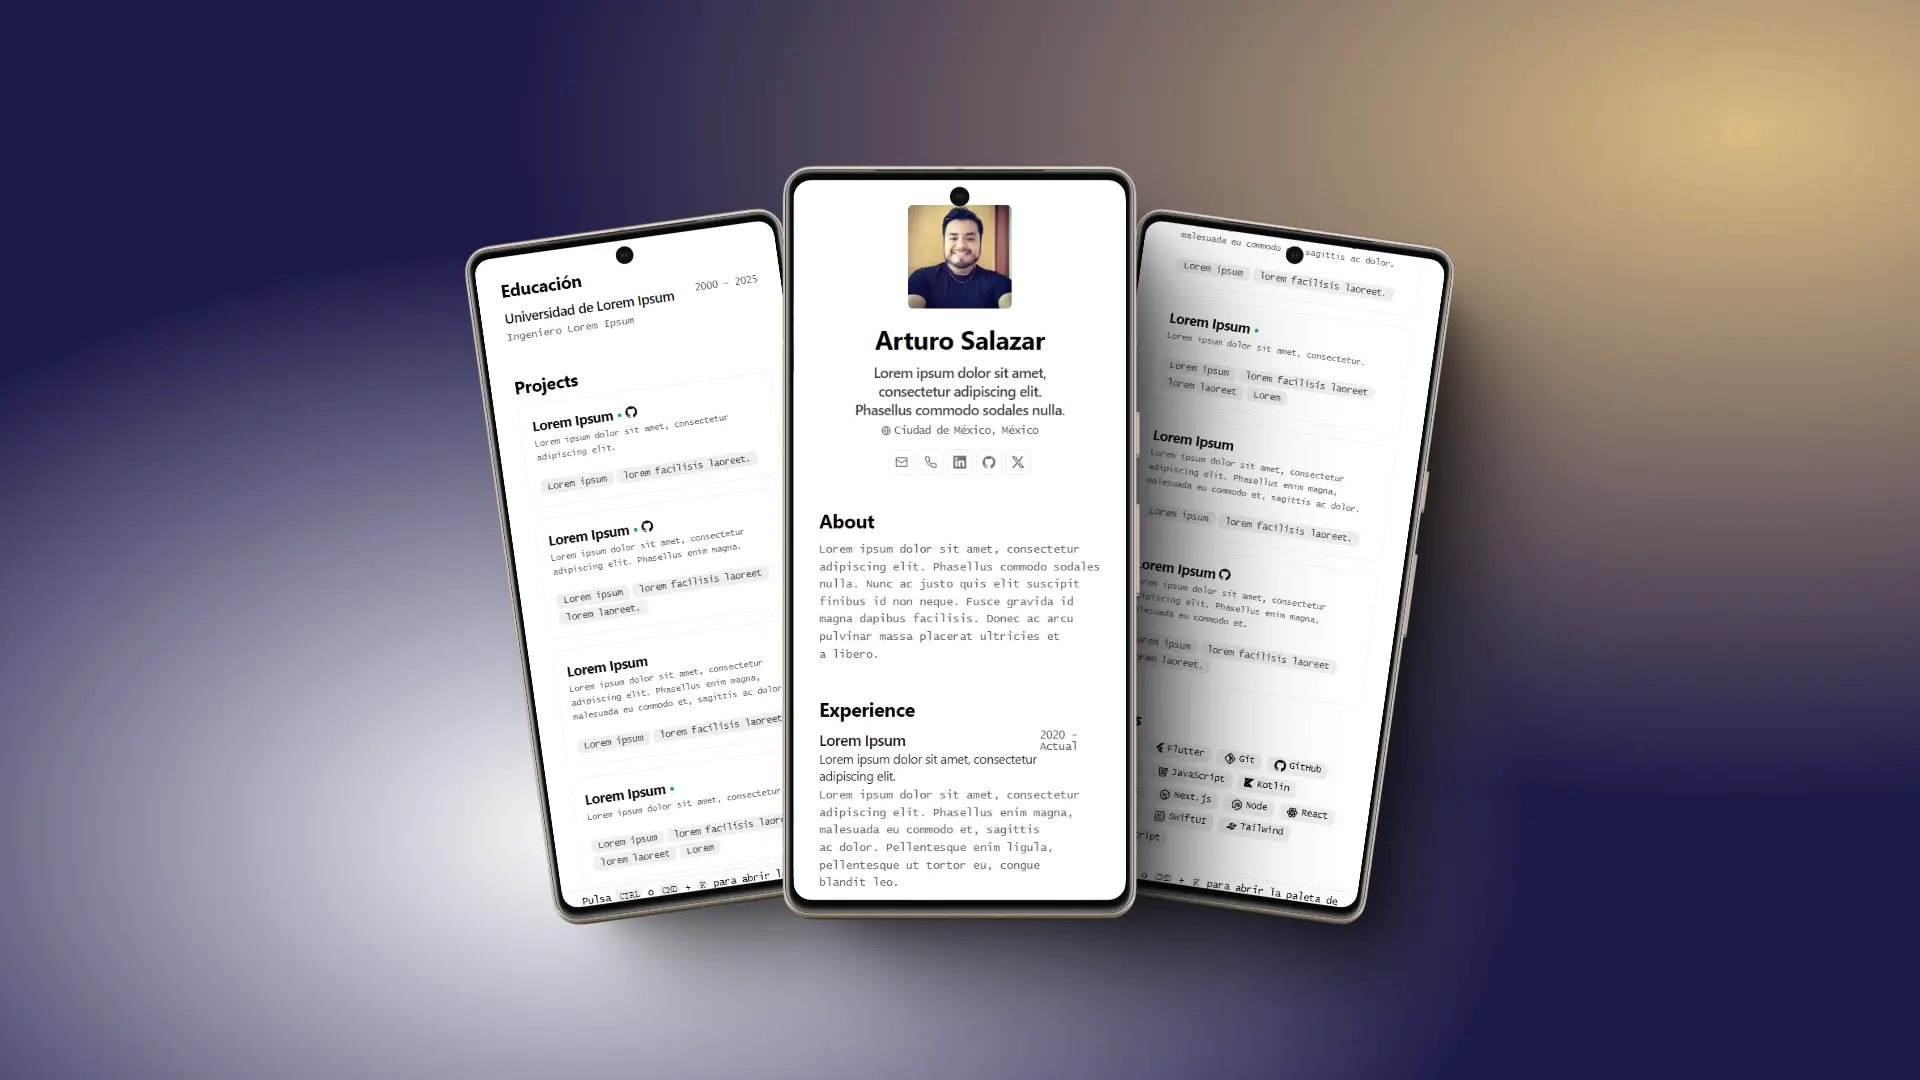 Educación
Universidad de Lorem Ipsum
2000 - 2025
Ingeniero Lorem Ipsum
Projects
Lorem Ipsum
Lorem ipsum dolor sit amet, consectetur
adipiscing elit.
Lorem ipsum
lorem facilisis laoreet.
Lorem Ipsum
Lorem ipsum dolor sit amet, consectetur
adipiscing elit. Phasellus enim magna.
Lorem ipsum
lorem facilisis laoreet
lorem laoreet.
Lorem Ipsum
Lorem ipsum dolor sit amet, consectetur
adipiscing elit. Phasellus enim magna,
malesuada eu commodo et, sagittis ac dolor
Lorem ipsum
lorem facilisis laoreet
Lorem Ipsum
Lorem ipsum dolor sit amet, consectetur
Lorem ipsum
lorem facilisis laore
lorem laoreet
Lorem
Pulsa CTRL o CMD + K para abrir l
Arturo Salazar
Lorem ipsum dolor sit amet,
consectetur adipiscing elit.
Phasellus commodo sodales nulla.
Ciudad de México, México
About
Lorem ipsum dolor sit amet, consectetur
adipiscing elit. Phasellus commodo sodales
nulla. Nunc ac justo quis elit suscipit
finibus id non neque. Fusce gravida id
magna dapibus facilisis. Donec ac arcu
pulvinar massa placerat ultricies et
a libero.
Experience
Lorem Ipsum
2020 -
Actual
Lorem ipsum dolor sit amet, consectetur
adipiscing elit.
Lorem ipsum dolor sit amet, consectetur
adipiscing elit. Phasellus enim magna,
malesuada eu commodo et, sagittis
ac dolor. Pellentesque enim ligula,
pellentesque ut tortor eu, congue
blandit leo.
malesuada eu commodo sagittis ac dolor.
Lorem ipsum
lorem facilisis laoreet.
Lorem Ipsum
Lorem ipsum dolor sit amet, consectetur.
Lorem ipsum
lorem facilisis laoreet
lorem laoreet
Lorem
Lorem Ipsum
Lorem ipsum dolor sit amet, consectetur
adipiscing elit. Phasellus enim magna,
malesuada eu commodo et, sagittis ac dolor.
Lorem ipsum
lorem facilisis laoreet.
orem Ipsum
orem ipsum dolor sit amet, consectetur
ipiscing elit. Phasellus enim magna,
lesuada eu commodo et.
orem ipsum
lorem facilisis laoreet
rem laoreet.
s
Flutter
Git
GitHub
JavaScript
Kotlin
Next.js
Node
React
SwiftUI
Tailwind
ript
o CMD + K para abrir la paleta de